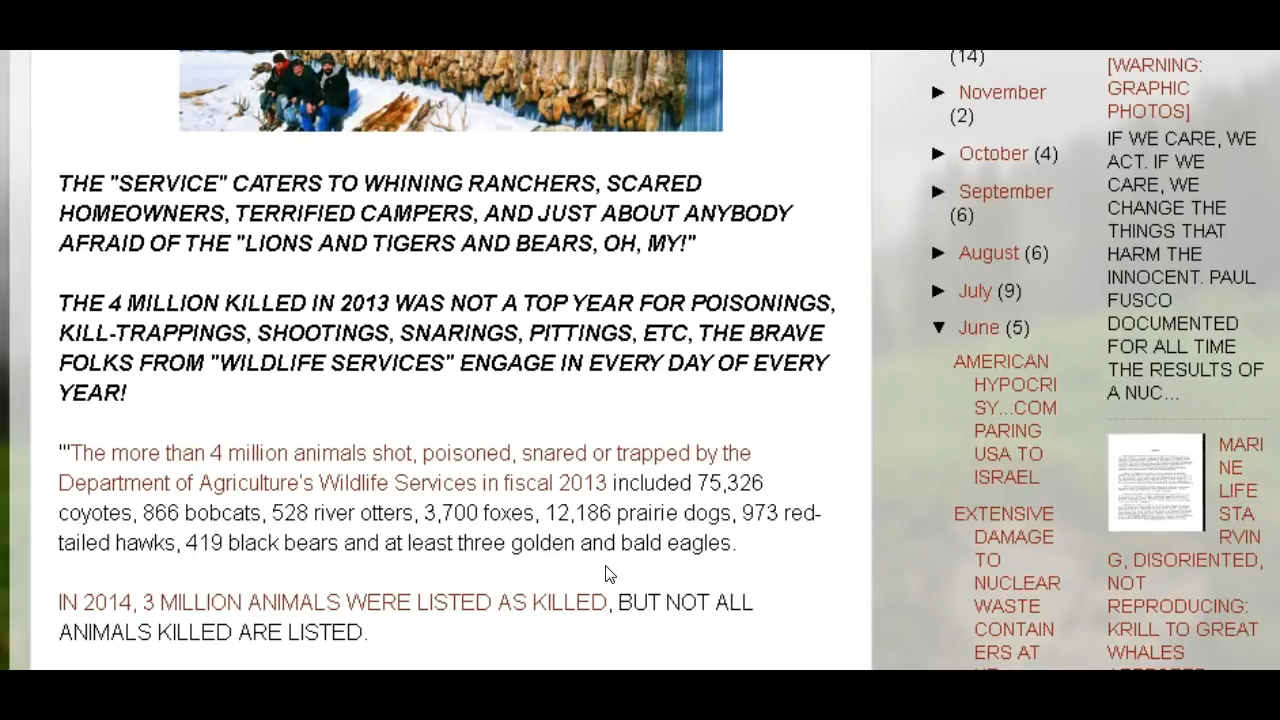 THE "SERVICE" CATERS TO WHINING RANCHERS, SCARED
HOMEOWNERS, TERRIFIED CAMPERS, AND JUST ABOUT ANYBODY
AFRAID OF THE "LIONS AND TIGERS AND BEARS, OH, MY!"
THE 4 MILLION KILLED IN 2013 WAS NOT A TOP YEAR FOR POISONINGS,
KILL-TRAPPINGS, SHOOTINGS, SNARINGS, PITTINGS, ETC, THE BRAVE
FOLKS FROM "WILDLIFE SERVICES" ENGAGE IN EVERY DAY OF EVERY
YEAR!
'"The more than 4 million animals shot, poisoned, snared or trapped by the
Department of Agriculture's Wildlife Services in fiscal 2013 included 75,326
coyotes, 866 bobcats, 528 river otters, 3,700 foxes, 12,186 prairie dogs, 973 red-
tailed hawks, 419 black bears and at least three golden and bald eagles.
IN 2014, 3 MILLION ANIMALS WERE LISTED AS KILLED, BUT NOT ALL
ANIMALS KILLED ARE LISTED.
(14)
► November
(2)
► October (4)
► September
(6)
► August (6)
► July (9)
▼ June (5)
AMERICAN
HYPOCRI
SY...COM
PARING
USA TO
ISRAEL
EXTENSIVE
DAMAGE
TO
NUCLEAR
WASTE
CONTAIN
ERS AT
[WARNING:
GRAPHIC
PHOTOS]
IF WE CARE, WE
ACT. IF WE
CARE, WE
CHANGE THE
THINGS THAT
HARM THE
INNOCENT. PAUL
FUSCO
DOCUMENTED
FOR ALL TIME
THE RESULTS OF
A NUC...
MARI
NE
LIFE
STA
RVIN
G, DISORIENTED,
NOT
REPRODUCING:
KRILL TO GREAT
WHALES